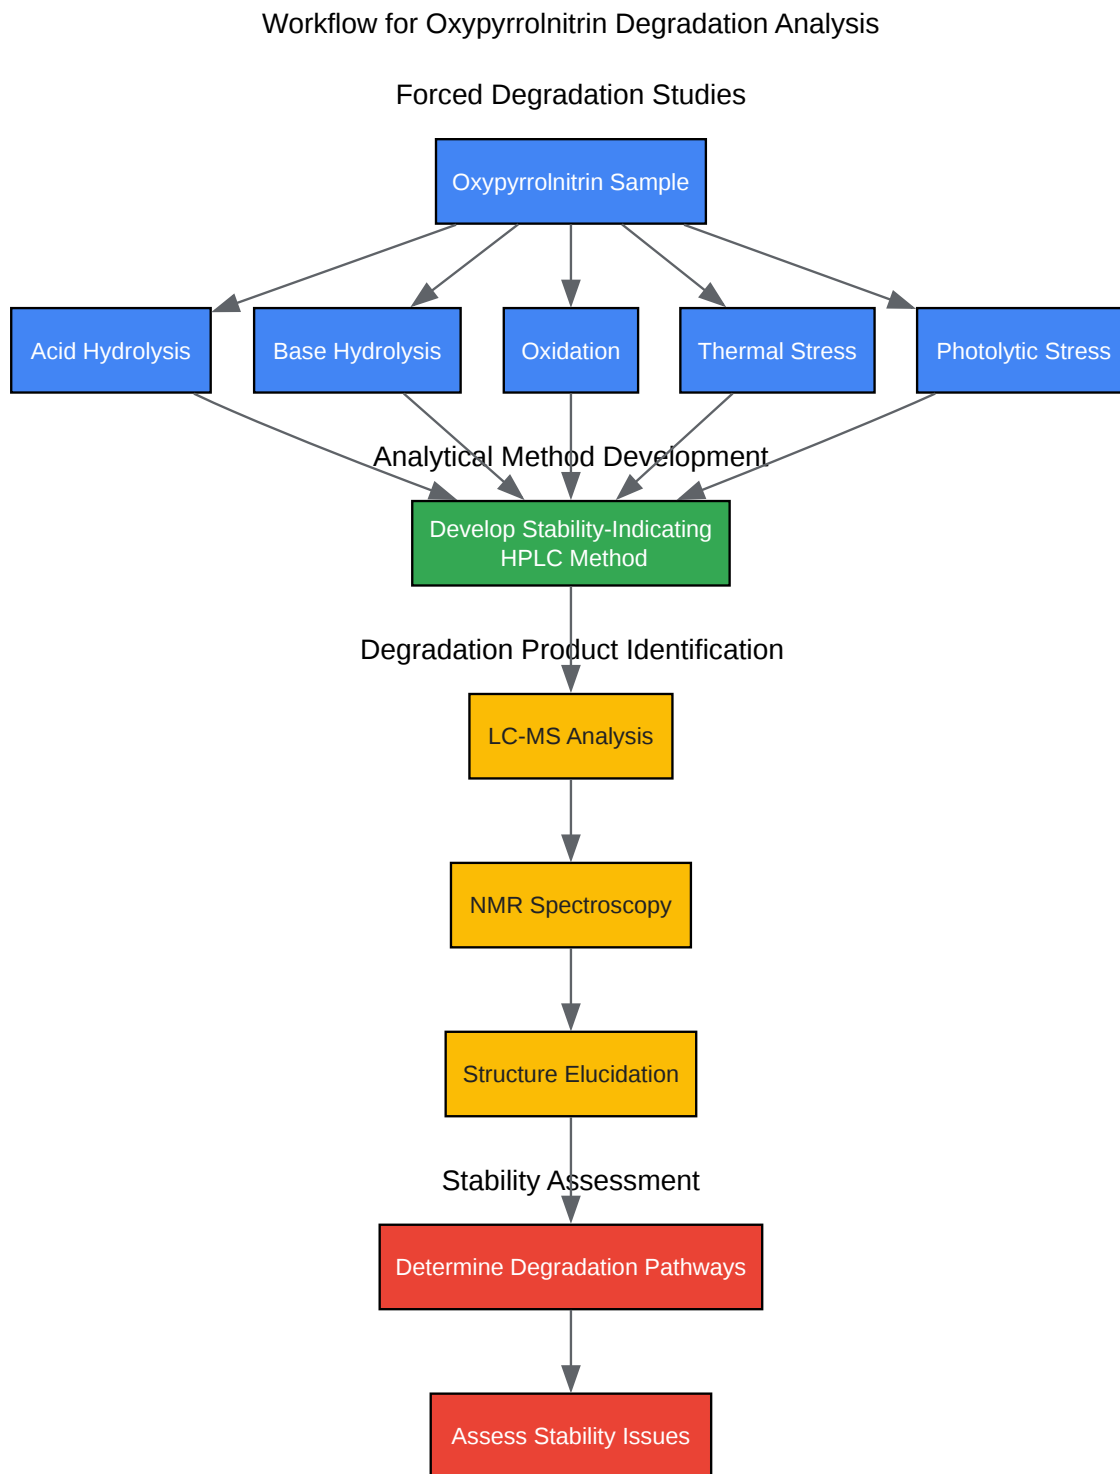 Workflow for Oxypyrrolnitrin Degradation Analysis
Forced Degradation Studies
Oxypyrrolnitrin Sample
Acid Hydrolysis
Base Hydrolysis
Oxidation
Thermal Stress
Photolytic Stress
Analytical Method Development
Develop Stability-Indicating
HPLC Method
Degradation Product Identification
LC-MS Analysis
NMR Spectroscopy
Structure Elucidation
Stability Assessment
Determine Degradation Pathways
Assess Stability Issues